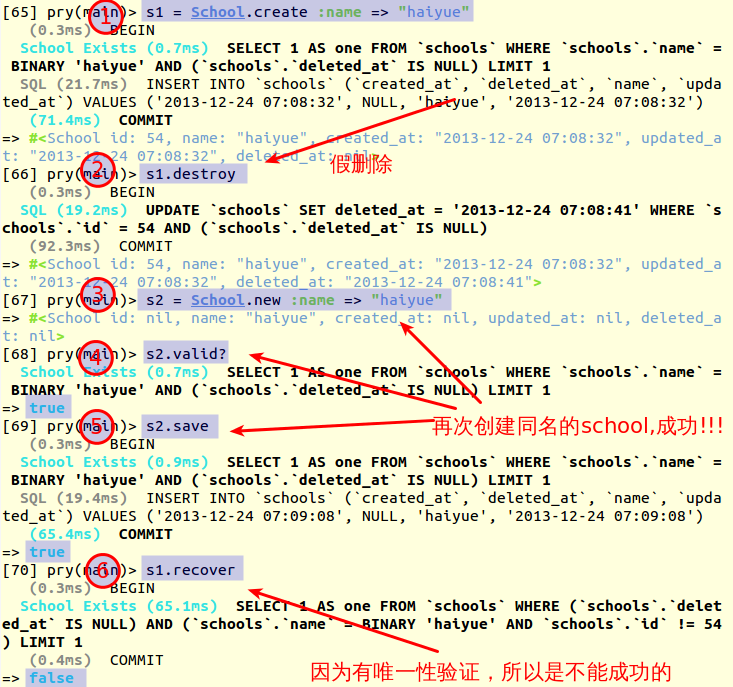 [65] pry(main)> s1 = School.create :name => "haiyue"
1
(0.3ms)  BEGIN
School Exists (0.7ms)  SELECT 1 AS one FROM `schools` WHERE `schools`.`name` =
BINARY 'haiyue' AND (`schools`.`deleted_at` IS NULL) LIMIT 1
SQL (21.7ms)  INSERT INTO `schools` (`created_at`, `deleted_at`, `name`, `upda
ted_at`) VALUES ('2013-12-24 07:08:32', NULL, 'haiyue', '2013-12-24 07:08:32')
(71.4ms)  COMMIT
=> #<School id: 54, name: "haiyue", created_at: "2013-12-24 07:08:32", updated_a
t: "2013-12-24 07:08:32", deleted_at: nil>
假删除
[66] pry(main)> s1.destroy
2
(0.3ms)  BEGIN
SQL (19.2ms)  UPDATE `schools` SET deleted_at = '2013-12-24 07:08:41' WHERE `s
chools`.`id` = 54 AND (`schools`.`deleted_at` IS NULL)
(92.3ms)  COMMIT
=> #<School id: 54, name: "haiyue", created_at: "2013-12-24 07:08:32", updated_a
t: "2013-12-24 07:08:32", deleted_at: "2013-12-24 07:08:41">
[67] pry(main)> s2 = School.new :name => "haiyue"
3
=> #<School id: nil, name: "haiyue", created_at: nil, updated_at: nil, deleted_a
t: nil>
[68] pry(main)> s2.valid?
4
School Exists (0.7ms)  SELECT 1 AS one FROM `schools` WHERE `schools`.`name` =
BINARY 'haiyue' AND (`schools`.`deleted_at` IS NULL) LIMIT 1
=> true
[69] pry(main)> s2.save
5
再次创建同名的school,成功!!!
(0.3ms)  BEGIN
School Exists (0.9ms)  SELECT 1 AS one FROM `schools` WHERE `schools`.`name` =
BINARY 'haiyue' AND (`schools`.`deleted_at` IS NULL) LIMIT 1
SQL (19.4ms)  INSERT INTO `schools` (`created_at`, `deleted_at`, `name`, `upda
ted_at`) VALUES ('2013-12-24 07:09:08', NULL, 'haiyue', '2013-12-24 07:09:08')
(65.4ms)  COMMIT
=> true
[70] pry(main)> s1.recover
6
(0.3ms)  BEGIN
School Exists (65.1ms)  SELECT 1 AS one FROM `schools` WHERE (`schools`.`delet
ed_at` IS NULL) AND (`schools`.`name` = BINARY 'haiyue' AND `schools`.`id` != 54
) LIMIT 1
(0.4ms)  COMMIT
因为有唯一性验证，所以是不能成功的
=> false